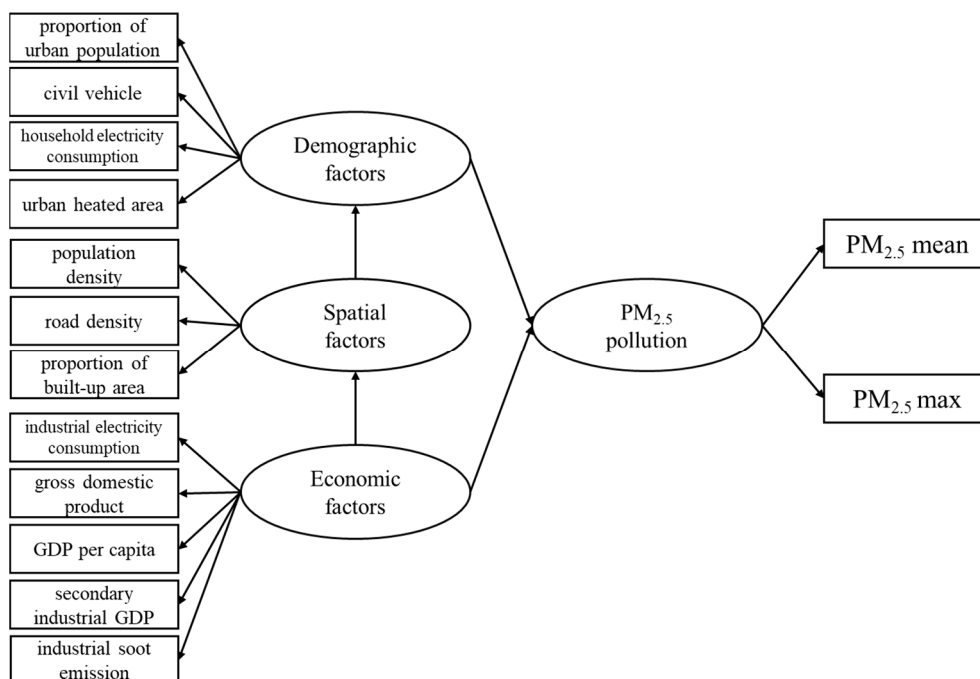 proportion of
urban population
civil vehicle
household electricity
consumption
urban heated area
population
density
road density
proportion of
built-up area
industrial electricity
consumption
gross domestic
product
GDP per capita
secondary
industrial GDP
industrial soot
emission
Demographic
factors
Spatial
factors
Economic
factors
PM2.5
pollution
PM2.5 mean
PM2.5 max